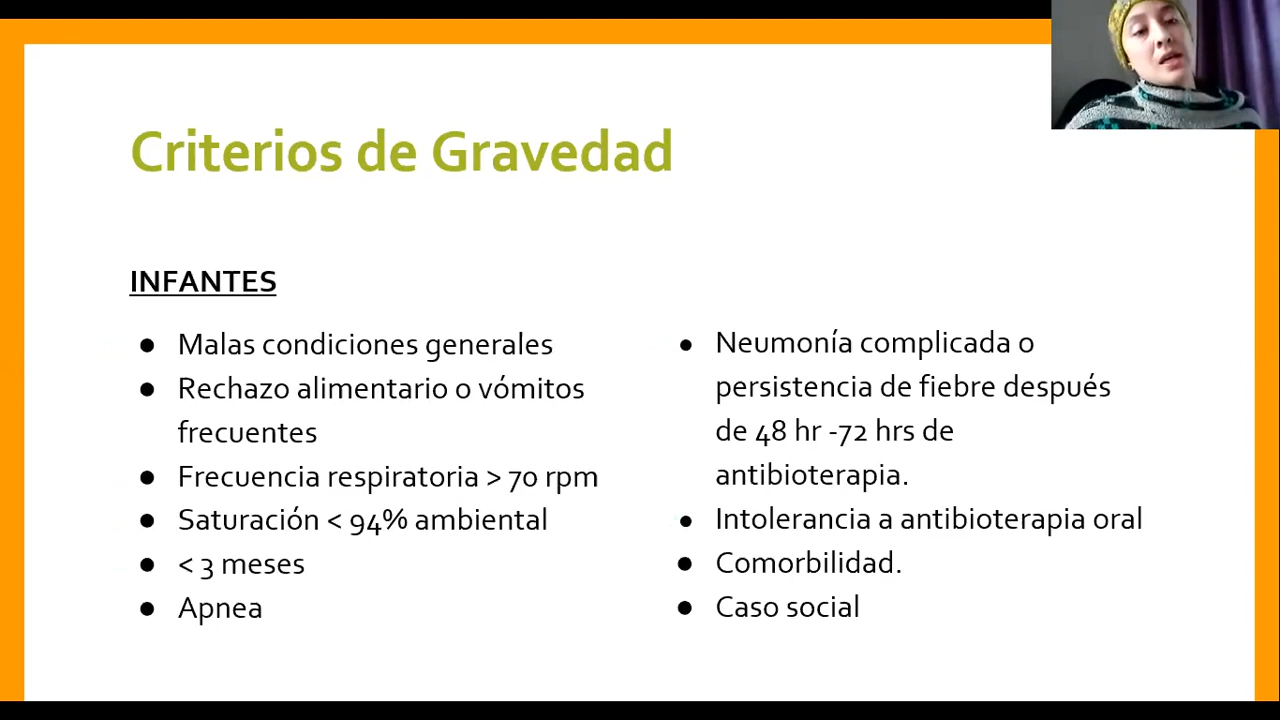 Criterios de Gravedad
INFANTES
● Malas condiciones generales
● Rechazo alimentario o vómitos
frecuentes
● Frecuencia respiratoria > 70 rpm
● Saturación < 94% ambiental
● < 3 meses
● Apnea
● Neumonía complicada o
persistencia de fiebre después
de 48 hr -72 hrs de
antibioterapia.
● Intolerancia a antibioterapia oral
● Comorbilidad.
● Caso social